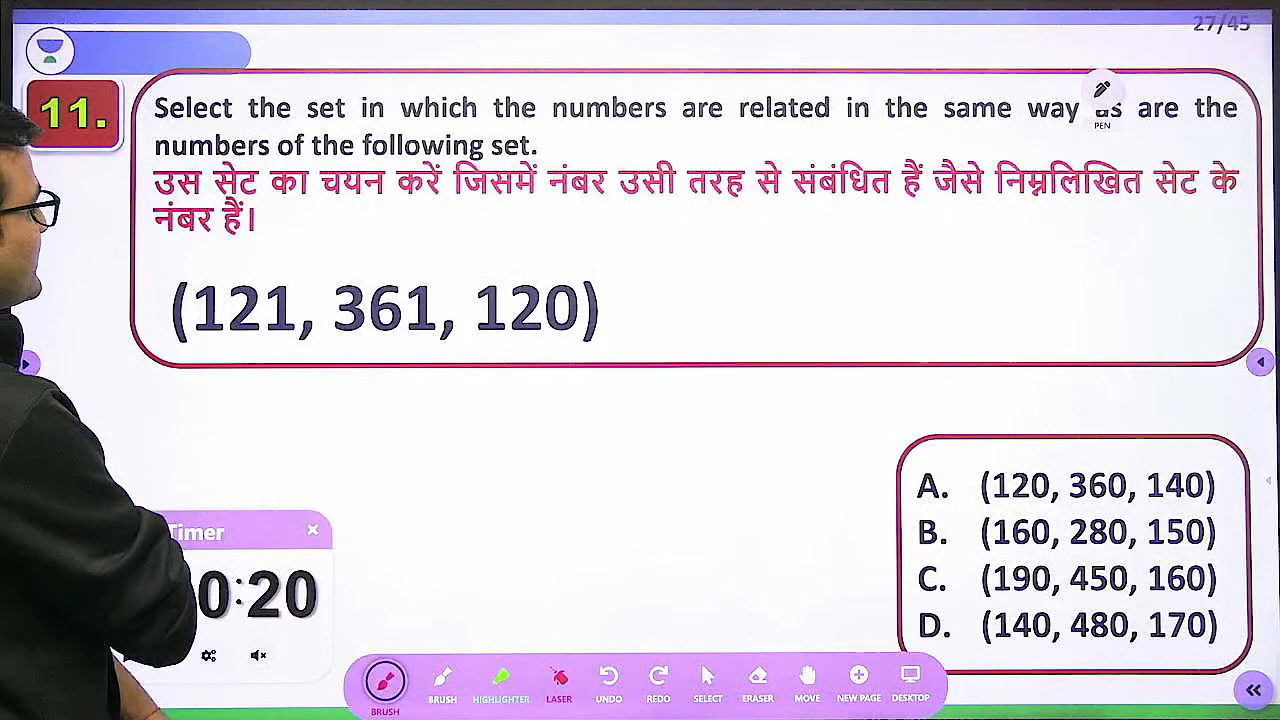 27/45
11.
Select the set in which the numbers are related in the same way as are the
PEN
numbers of the following set.
उस सेट का चयन करें जिसमें नंबर उसी तरह से संबंधित हैं जैसे निम्नलिखित सेट के
नंबर हैं।
(121, 361, 120)
A. (120, 360, 140)
B. (160, 280, 150)
C. (190, 450, 160)
D. (140, 480, 170)
Timer
0:20
BRUSH BRUSH HIGHLIGHTER LASER UNDO REDO SELECT ERASER MOVE NEW PAGE DESKTOP